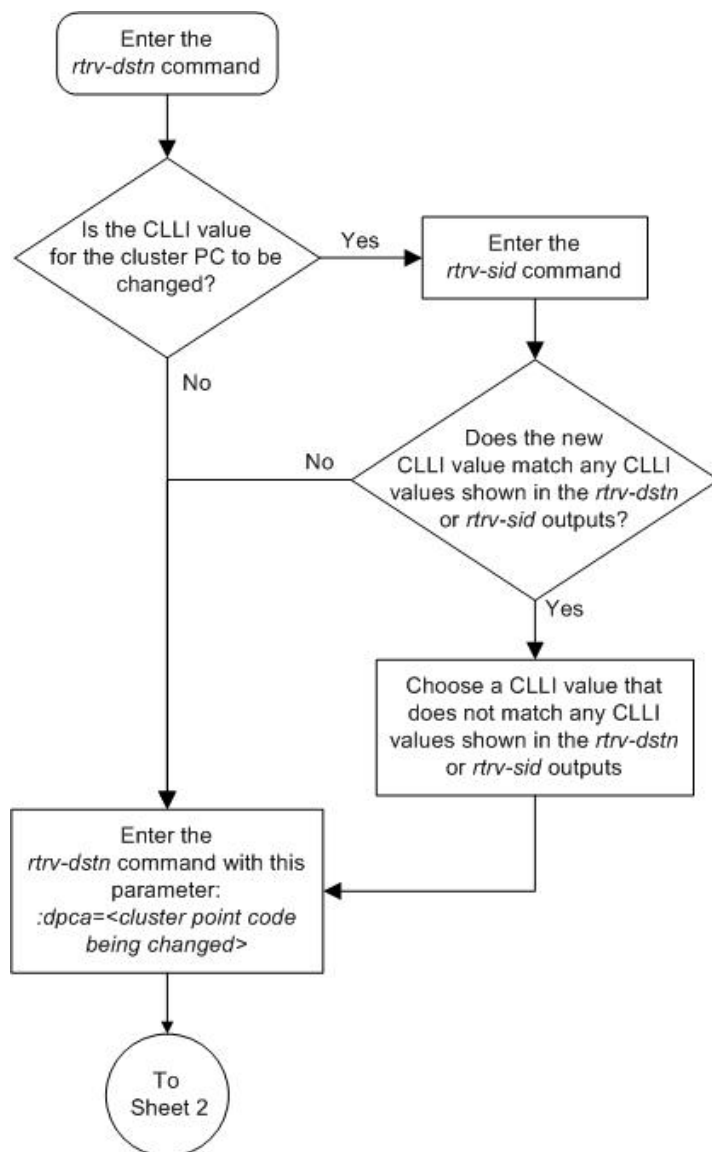 Enter the
rtrv-dstn command
Is the CLLI value
for the cluster PC to be
changed?
Yes
Enter the
rtrv-sid command
No
Does the new
CLLI value match any CLLI
values shown in the rtrv-dstn
or rtrv-sid outputs?
No
Yes
Choose a CLLI value that
does not match any CLLI
values shown in the rtrv-dstn
or rtrv-sid outputs
Enter the
rtrv-dstn command with this
parameter:
:dpca=<cluster point code
being changed>
To
Sheet 2